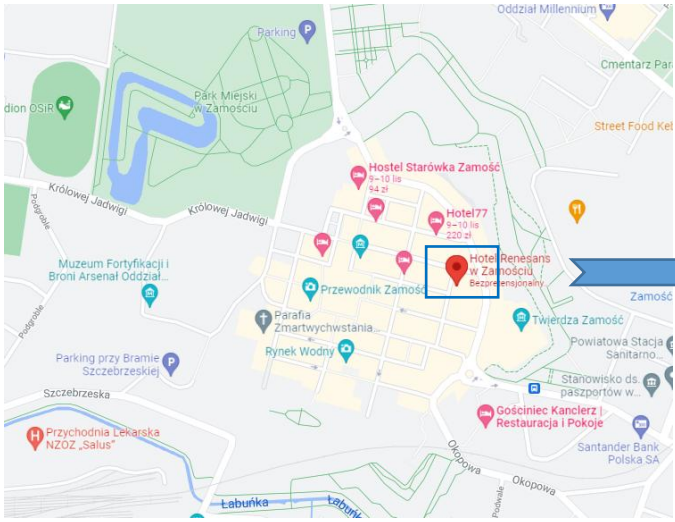 Oddział Millennium
Parking
Cmentarz Par
Park Miejski
w Zamościu
dion OSiR
Street Food Keb
Hostel Starówka Zamość
9–10 lis
94 zł
Królowej Jadwigi
Królowej Jadwigi
Podgroble
Hotel77
9–10 lis
220 zł
Hotel Renesans
w Zamościu
Bezpretensjonalny
Muzeum Fortyfikacji i
Broni Arsenał Oddział...
Przewodnik Zamość
Zamość
Parafia
Zmartwychwstania...
Twierdza Zamość
Podgroble
Rynek Wodny
Powiatowa Stacja
Sanitarno...
Parking przy Bramie
Szczebrzeskiej
Stanowisko ds.
paszportów w...
Szczebrzeska
Gościniec Kanclerz |
Restauracja i Pokoje
Przychodnia Lekarska
NZOZ „Salus"
Santander Bank
Polska SA
Okopowa
Okopowa
Podwale
Łabuńka
Łabuńka